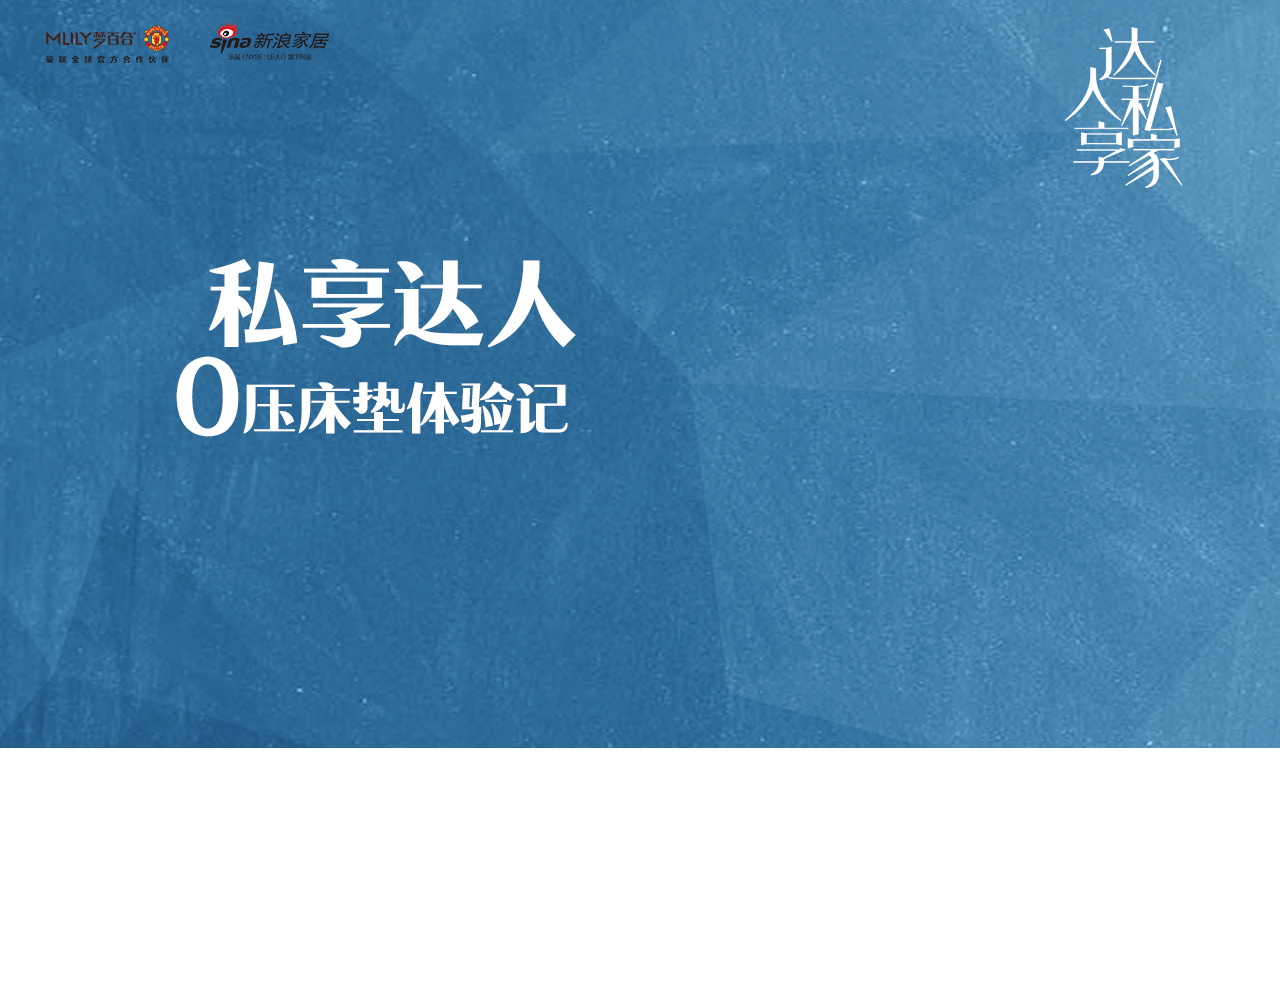 MLILY梦百合
曼联全球官方合作伙伴
sina新浪家居
乐居(NYSE:LEJU)旗下网站
达人私享家
私享达人
0压床垫体验记